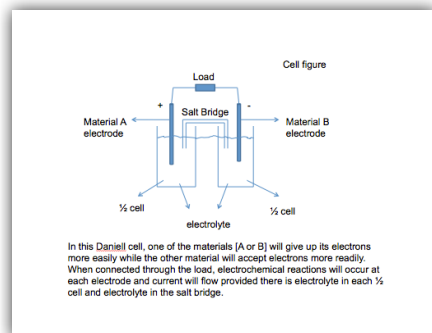 Cell figure
Load
+
-
Salt Bridge
Material A
electrode
Material B
electrode
½ cell
½ cell
electrolyte
In this Daniell cell, one of the materials [A or B] will give up its electrons
more easily while the other material will accept electrons more readily.
When connected through the load, electrochemical reactions will occur at
each electrode and current will flow provided there is electrolyte in each ½
cell and electrolyte in the salt bridge.